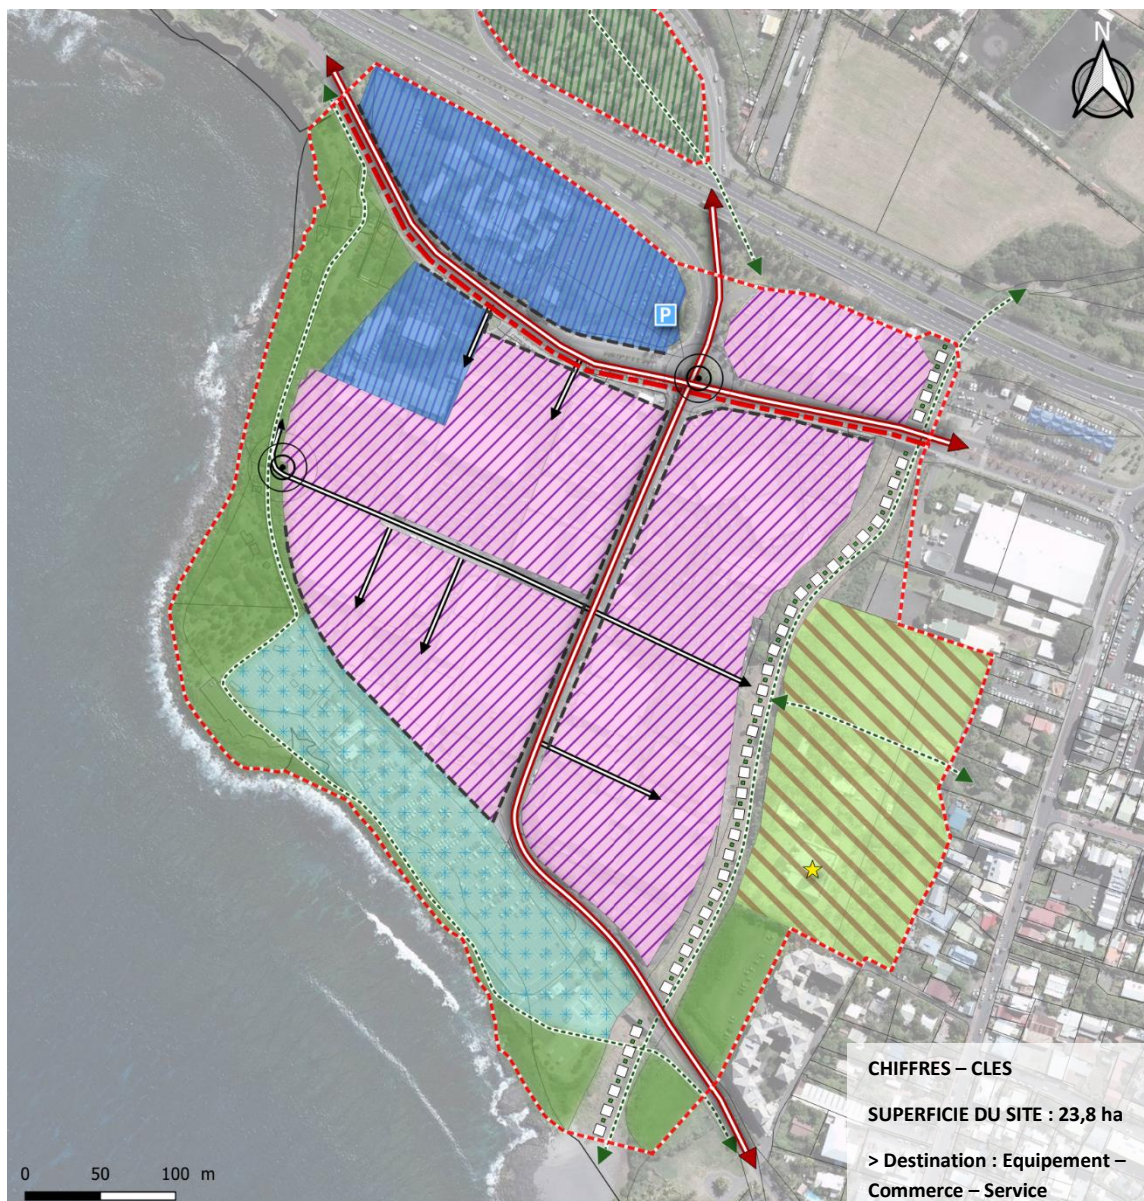 N
P
CHIFFRES – CLES
SUPERFICIE DU SITE : 23,8 ha
> Destination : Equipement –
Commerce – Service
0 50 100 m